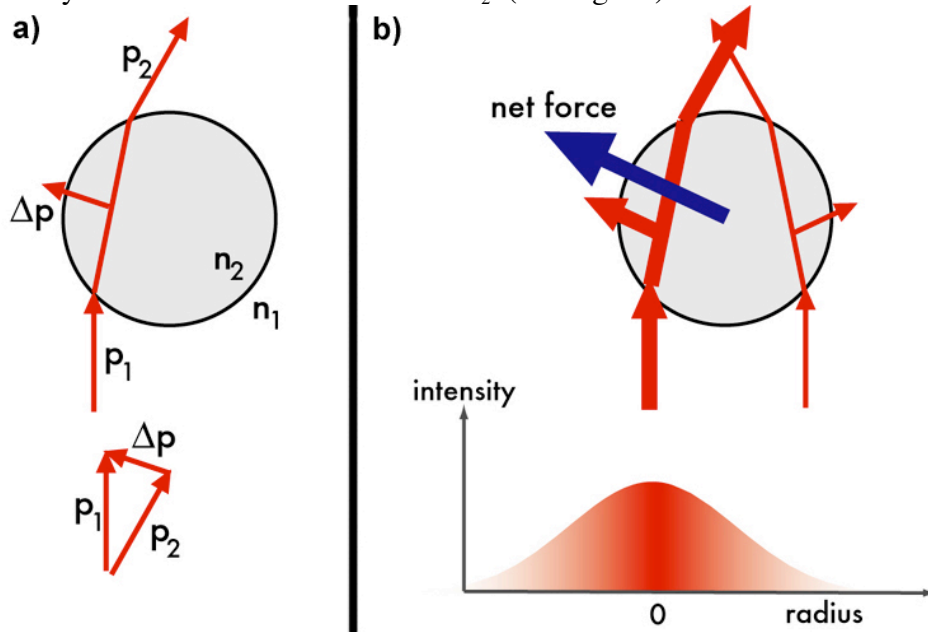 a)
p₂
Δp
n₂
n₁
p₁
Δp
p₁
p₂
b)
net force
intensity
0
radius